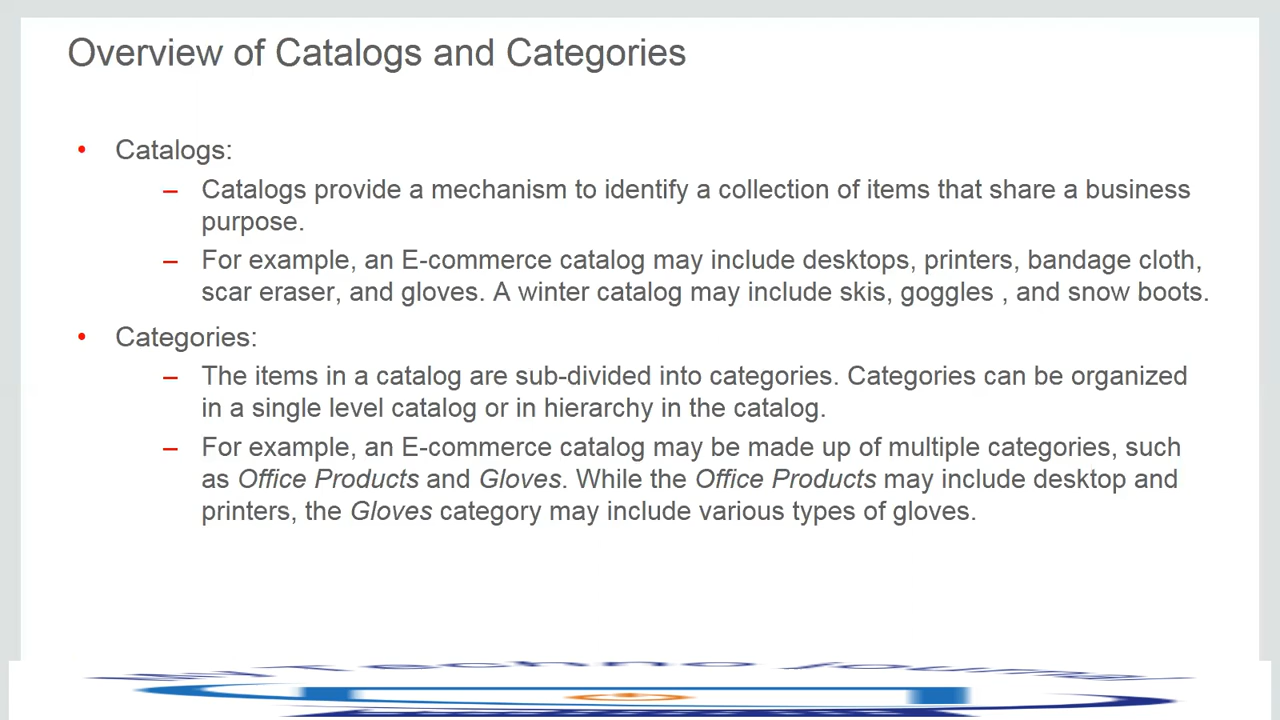 Overview of Catalogs and Categories
• Catalogs:
– Catalogs provide a mechanism to identify a collection of items that share a business
purpose.
– For example, an E-commerce catalog may include desktops, printers, bandage cloth,
scar eraser, and gloves. A winter catalog may include skis, goggles , and snow boots.
• Categories:
– The items in a catalog are sub-divided into categories. Categories can be organized
in a single level catalog or in hierarchy in the catalog.
– For example, an E-commerce catalog may be made up of multiple categories, such
as Office Products and Gloves. While the Office Products may include desktop and
printers, the Gloves category may include various types of gloves.